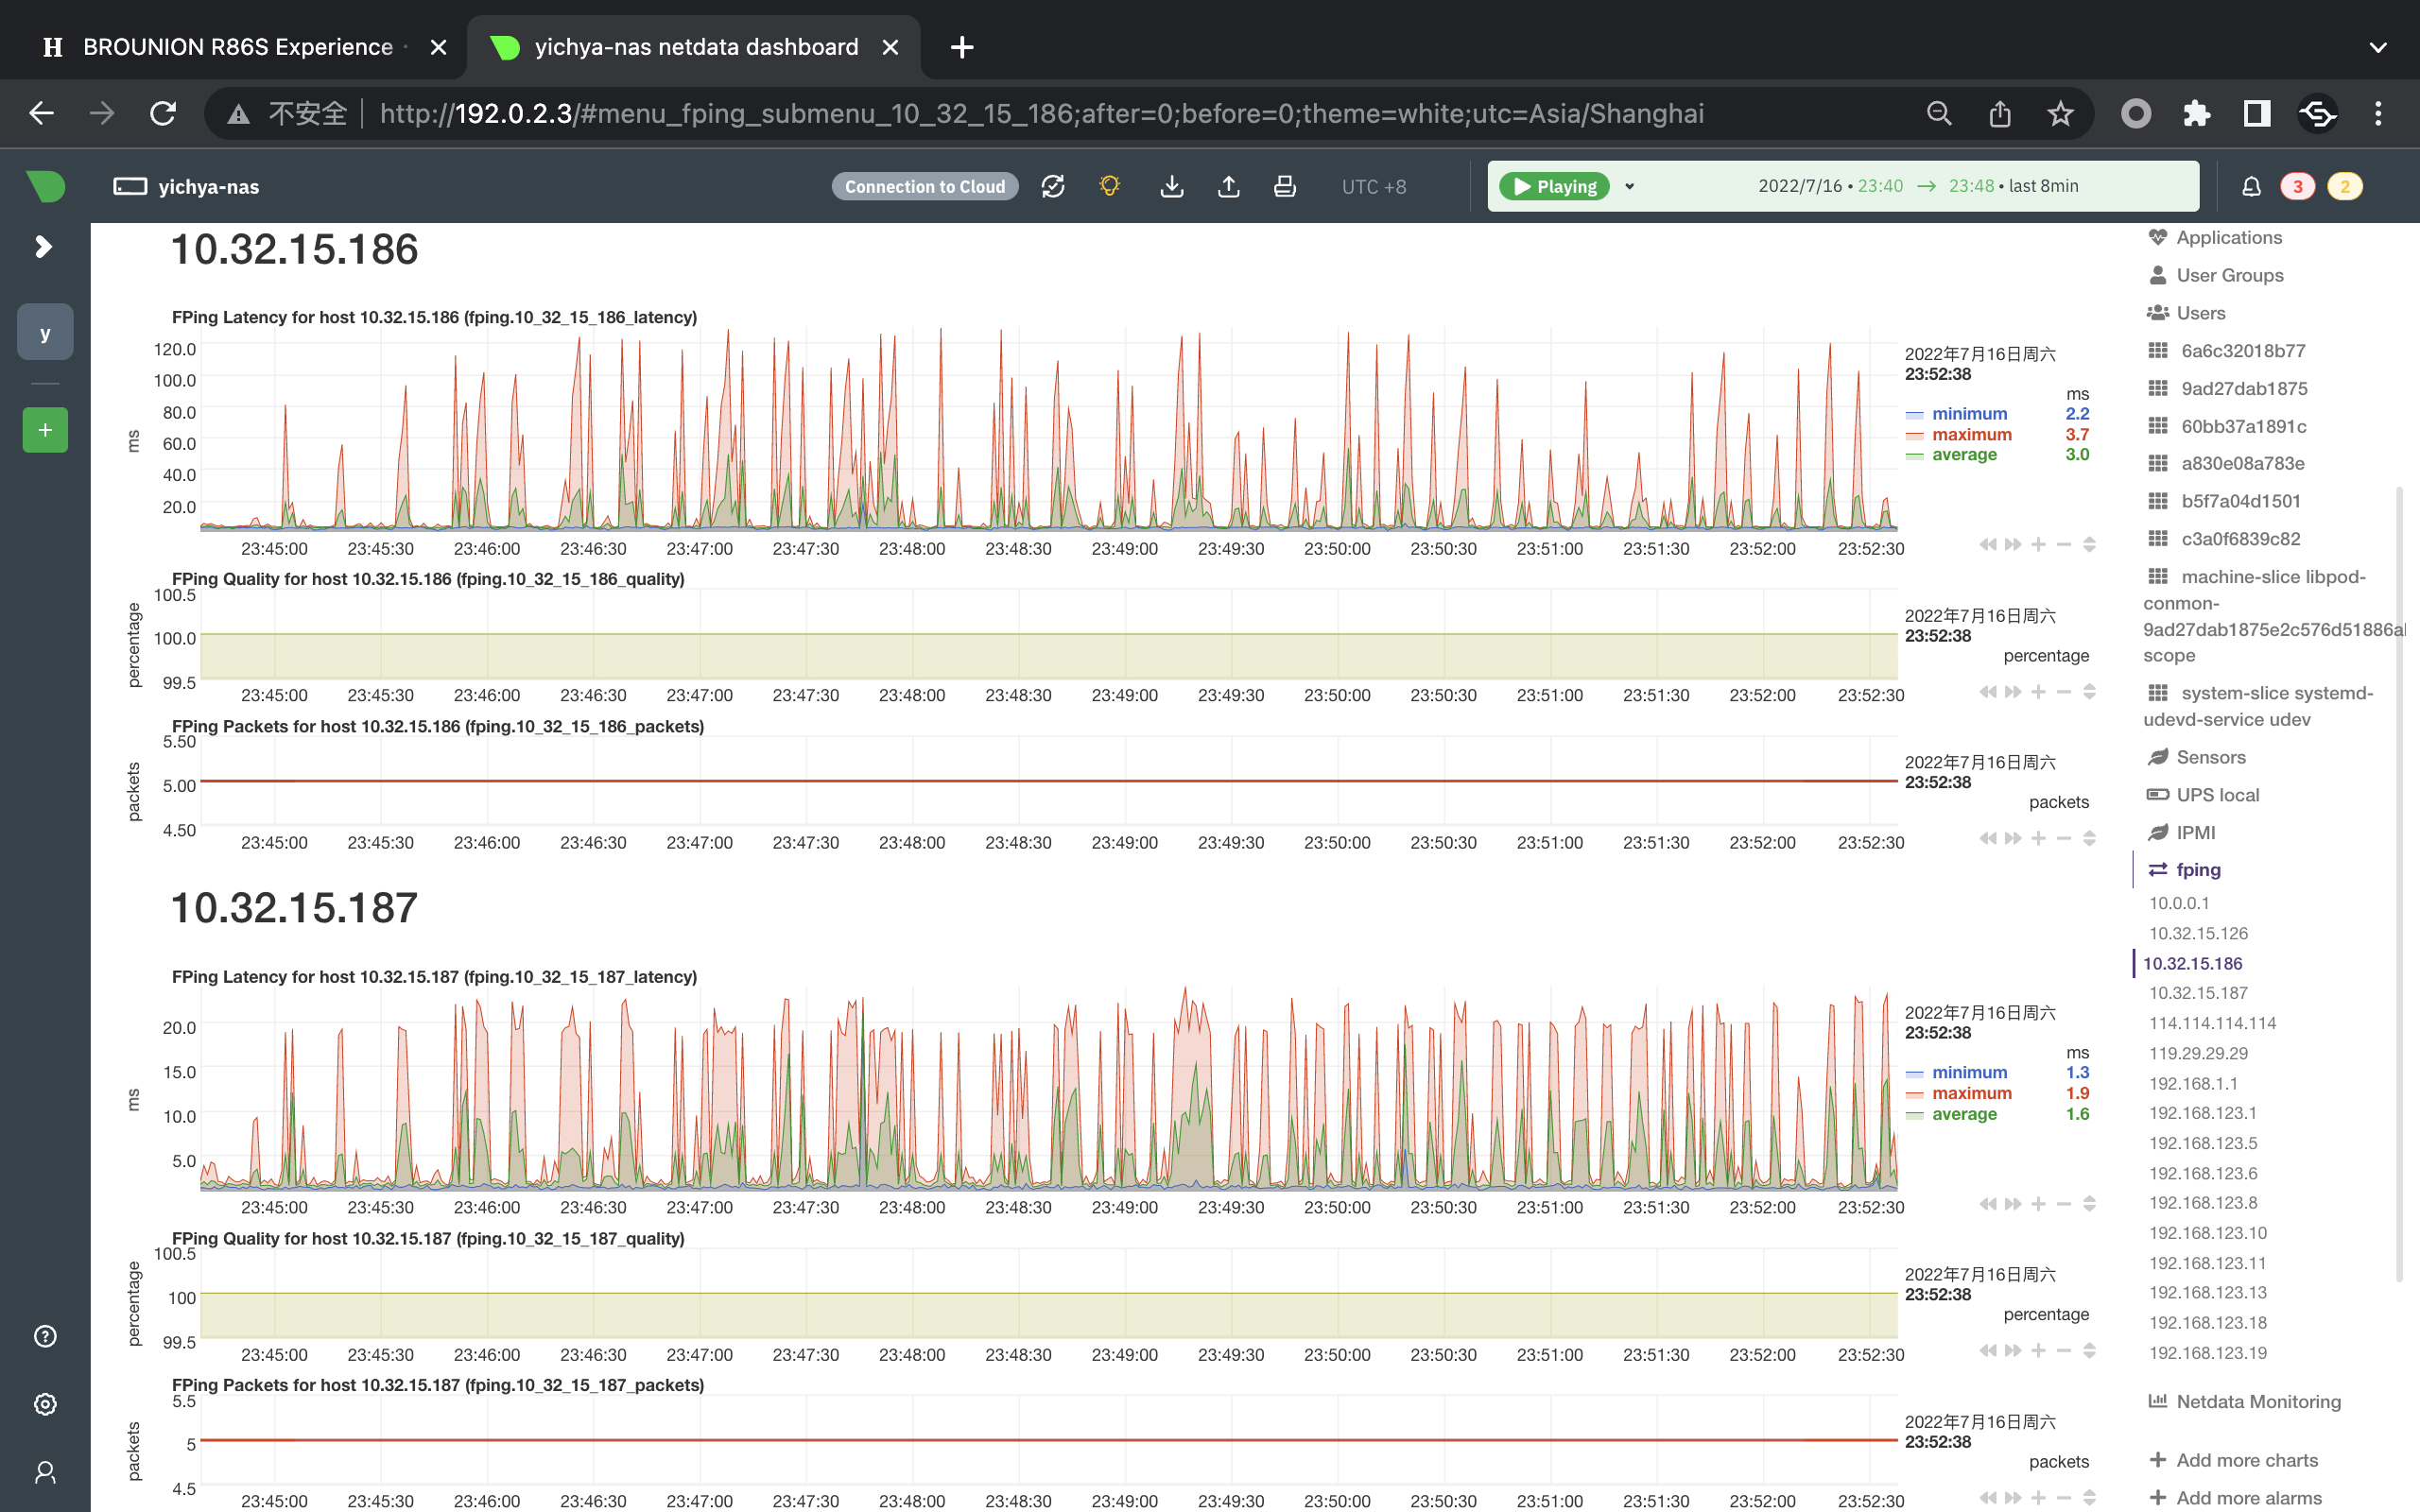 BROUNION R86S Experience
yichya-nas netdata dashboard
不安全
http://192.0.2.3/#menu_fping_submenu_10_32_15_186;after=0;before=0;theme=white;utc=Asia/Shanghai
yichya-nas
Connection to Cloud
UTC +8
Playing
2022/7/16 • 23:40 → 23:48 • last 8min
3
2
y
10.32.15.186
FPing Latency for host 10.32.15.186 (fping.10_32_15_186_latency)
ms
120.0
100.0
80.0
60.0
40.0
20.0
23:45:00 23:45:30 23:46:00 23:46:30 23:47:00 23:47:30 23:48:00 23:48:30 23:49:00 23:49:30 23:50:00 23:50:30 23:51:00 23:51:30 23:52:00 23:52:30
2022年7月16日周六
23:52:38
ms
minimum 2.2
maximum 3.7
average 3.0
FPing Quality for host 10.32.15.186 (fping.10_32_15_186_quality)
percentage
100.5
100.0
99.5
23:45:00 23:45:30 23:46:00 23:46:30 23:47:00 23:47:30 23:48:00 23:48:30 23:49:00 23:49:30 23:50:00 23:50:30 23:51:00 23:51:30 23:52:00 23:52:30
2022年7月16日周六
23:52:38
percentage
FPing Packets for host 10.32.15.186 (fping.10_32_15_186_packets)
packets
5.50
5.00
4.50
23:45:00 23:45:30 23:46:00 23:46:30 23:47:00 23:47:30 23:48:00 23:48:30 23:49:00 23:49:30 23:50:00 23:50:30 23:51:00 23:51:30 23:52:00 23:52:30
2022年7月16日周六
23:52:38
packets
10.32.15.187
FPing Latency for host 10.32.15.187 (fping.10_32_15_187_latency)
ms
20.0
15.0
10.0
5.0
23:45:00 23:45:30 23:46:00 23:46:30 23:47:00 23:47:30 23:48:00 23:48:30 23:49:00 23:49:30 23:50:00 23:50:30 23:51:00 23:51:30 23:52:00 23:52:30
2022年7月16日周六
23:52:38
ms
minimum 1.3
maximum 1.9
average 1.6
FPing Quality for host 10.32.15.187 (fping.10_32_15_187_quality)
percentage
100.5
100
99.5
23:45:00 23:45:30 23:46:00 23:46:30 23:47:00 23:47:30 23:48:00 23:48:30 23:49:00 23:49:30 23:50:00 23:50:30 23:51:00 23:51:30 23:52:00 23:52:30
2022年7月16日周六
23:52:38
percentage
FPing Packets for host 10.32.15.187 (fping.10_32_15_187_packets)
packets
5.5
5
4.5
23:45:00 23:45:30 23:46:00 23:46:30 23:47:00 23:47:30 23:48:00 23:48:30 23:49:00 23:49:30 23:50:00 23:50:30 23:51:00 23:51:30 23:52:00 23:52:30
2022年7月16日周六
23:52:38
packets
Applications
User Groups
Users
6a6c32018b77
9ad27dab1875
60bb37a1891c
a830e08a783e
b5f7a04d1501
c3a0f6839c82
machine-slice libpod-
conmon-
9ad27dab1875e2c576d51886a
scope
system-slice systemd-
udevd-service udev
Sensors
UPS local
IPMI
fping
10.0.0.1
10.32.15.126
10.32.15.186
10.32.15.187
114.114.114.114
119.29.29.29
192.168.1.1
192.168.123.1
192.168.123.5
192.168.123.6
192.168.123.8
192.168.123.10
192.168.123.11
192.168.123.13
192.168.123.18
192.168.123.19
Netdata Monitoring
Add more charts
Add more alarms